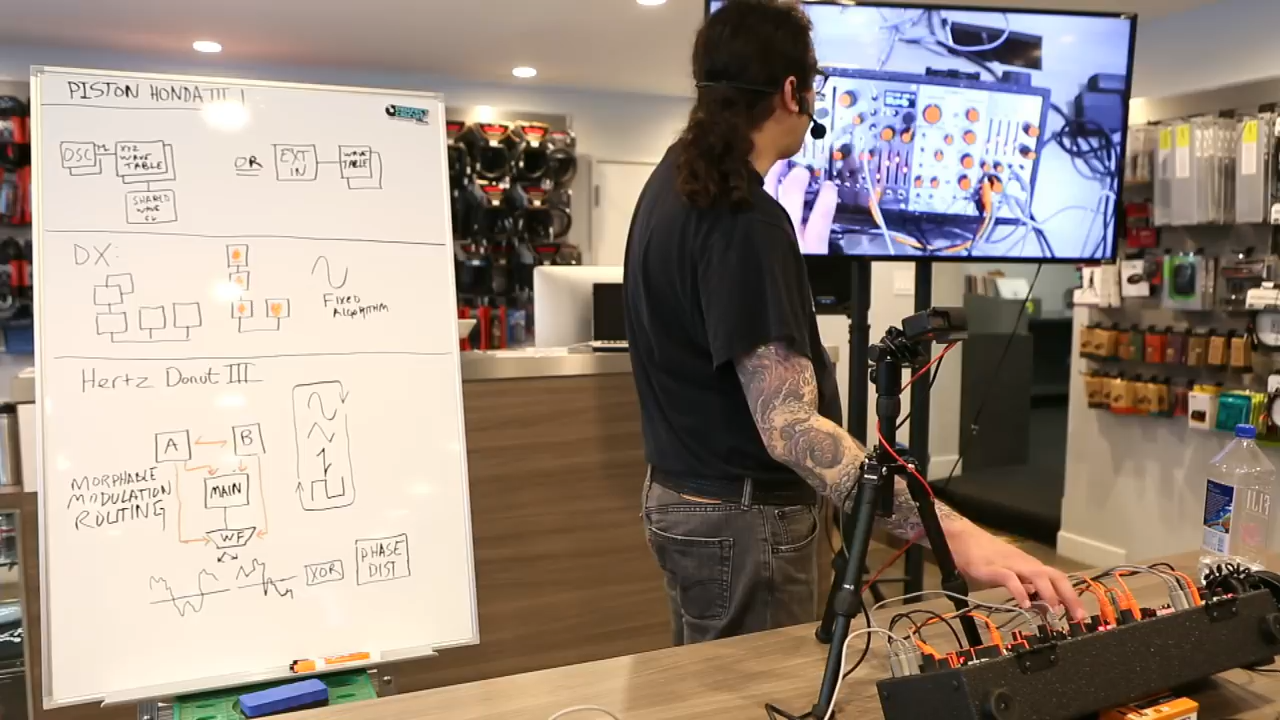 PISTON HONDA III
OSC
XYZ
WAVE
TABLE
SHARED
OR
EXT
IN
WAVE
TABLE
DX:
FIXED
ALGORITHM
Hertz Donut III
A
B
MORPHABLE
MODULATION
ROUTING
MAIN
WF
XOR
PHASE
DIST
FIJI